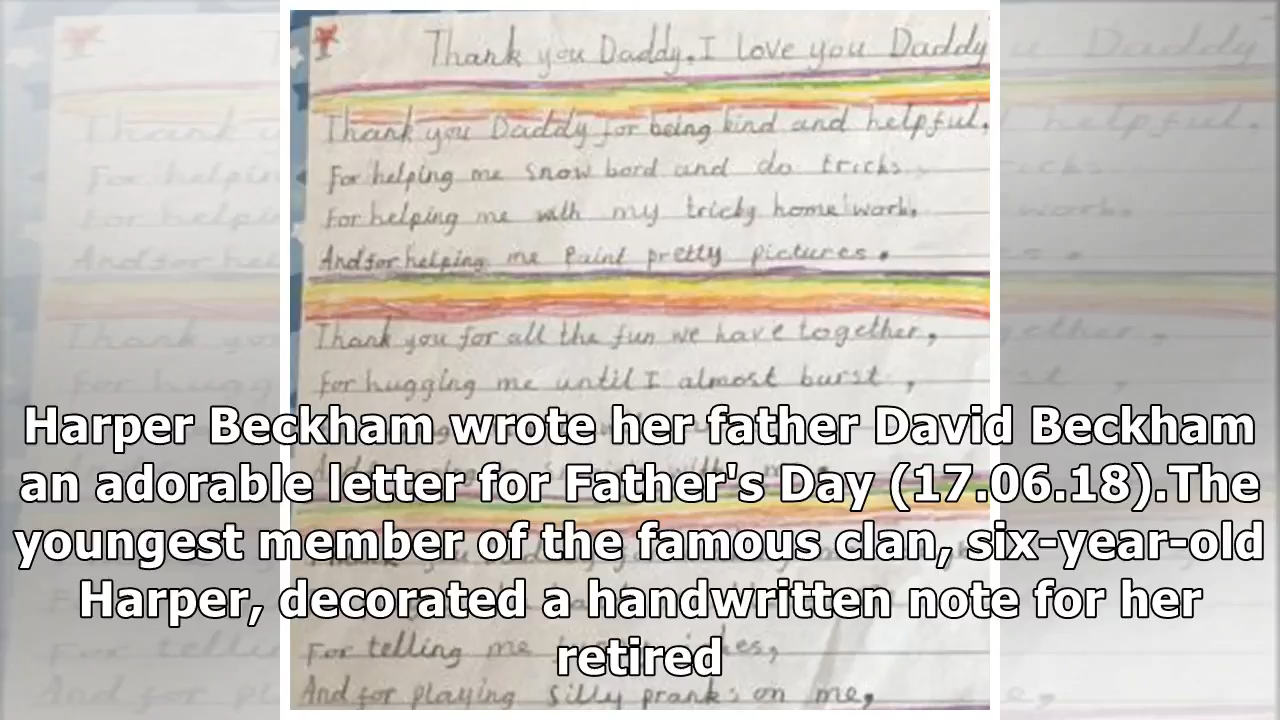 Thank you Daddy. I love you Daddy
Thank you Daddy for being kind and helpful.
For helping me snow bord and do tricks.
For helping me with my tricky home work.
And for helping me Paint pretty pictures.
Thank you for all the fun we have together,
For hugging me until I almost burst,
Harper Beckham wrote her father David Beckham
an adorable letter for Father's Day (17.06.18).The
youngest member of the famous clan, six-year-old
Harper, decorated a handwritten note for her
retired
For telling me
And for playing silly pranks on me,